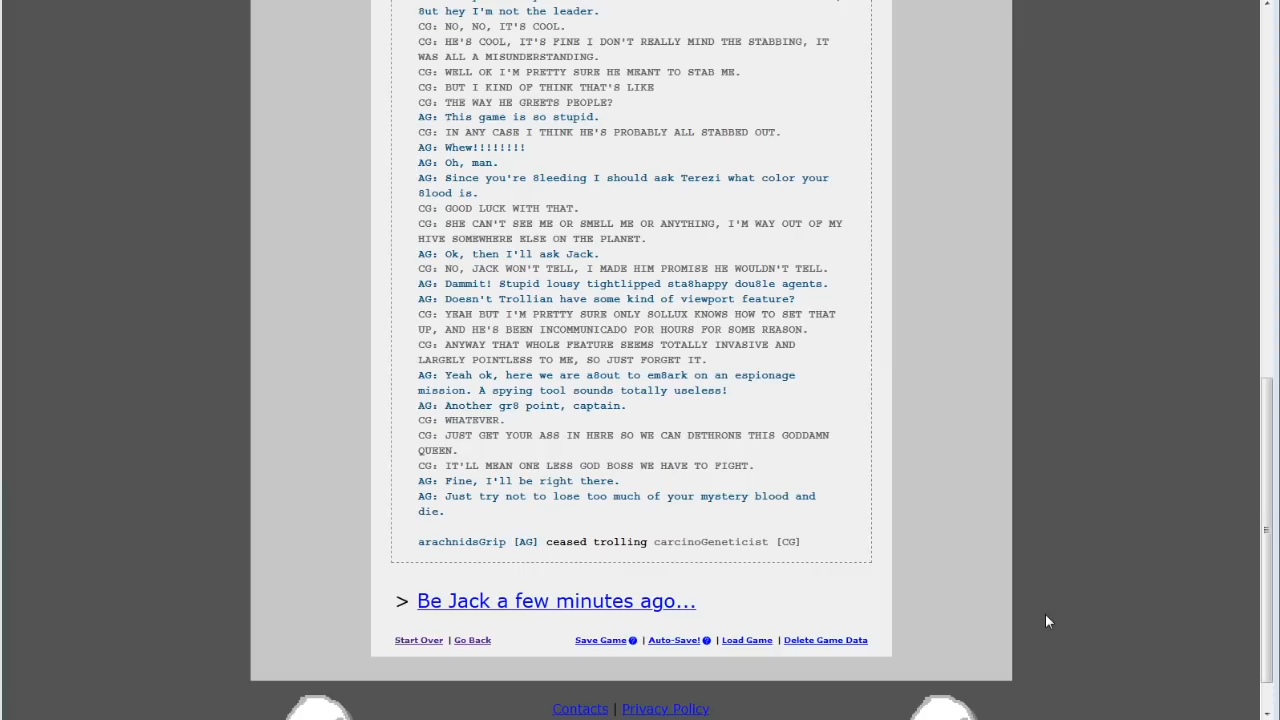 8ut hey I'm not the leader.
CG: NO, NO, IT'S COOL.
CG: HE'S COOL, IT'S FINE I DON'T REALLY MIND THE STABBING, IT
WAS ALL A MISUNDERSTANDING.
CG: WELL OK I'M PRETTY SURE HE MEANT TO STAB ME.
CG: BUT I KIND OF THINK THAT'S LIKE
CG: THE WAY HE GREETS PEOPLE?
AG: This game is so stupid.
CG: IN ANY CASE I THINK HE'S PROBABLY ALL STABBED OUT.
AG: Whew!!!!!!!!
AG: Oh, man.
AG: Since you're 8leeding I should ask Terezi what color your
8lood is.
CG: GOOD LUCK WITH THAT.
CG: SHE CAN'T SEE ME OR SMELL ME OR ANYTHING, I'M WAY OUT OF MY
HIVE SOMEWHERE ELSE ON THE PLANET.
AG: Ok, then I'll ask Jack.
CG: NO, JACK WON'T TELL, I MADE HIM PROMISE HE WOULDN'T TELL.
AG: Dammit! Stupid lousy tightlipped sta8happy dou8le agents.
AG: Doesn't Trollian have some kind of viewport feature?
CG: YEAH BUT I'M PRETTY SURE ONLY SOLLUX KNOWS HOW TO SET THAT
UP, AND HE'S BEEN INCOMMUNICADO FOR HOURS FOR SOME REASON.
CG: ANYWAY THAT WHOLE FEATURE SEEMS TOTALLY INVASIVE AND
LARGELY POINTLESS TO ME, SO JUST FORGET IT.
AG: Yeah ok, here we are a8out to em8ark on an espionage
mission. A spying tool sounds totally useless!
AG: Another gr8 point, captain.
CG: WHATEVER.
CG: JUST GET YOUR ASS IN HERE SO WE CAN DETHRONE THIS GODDAMN
QUEEN.
CG: IT'LL MEAN ONE LESS GOD BOSS WE HAVE TO FIGHT.
AG: Fine, I'll be right there.
AG: Just try not to lose too much of your mystery blood and
die.
arachnidsGrip [AG] ceased trolling carcinoGeneticist [CG]
> Be Jack a few minutes ago...
Start Over | Go Back Save Game ? | Auto-Save! ? | Load Game | Delete Game Data
Contacts | Privacy Policy